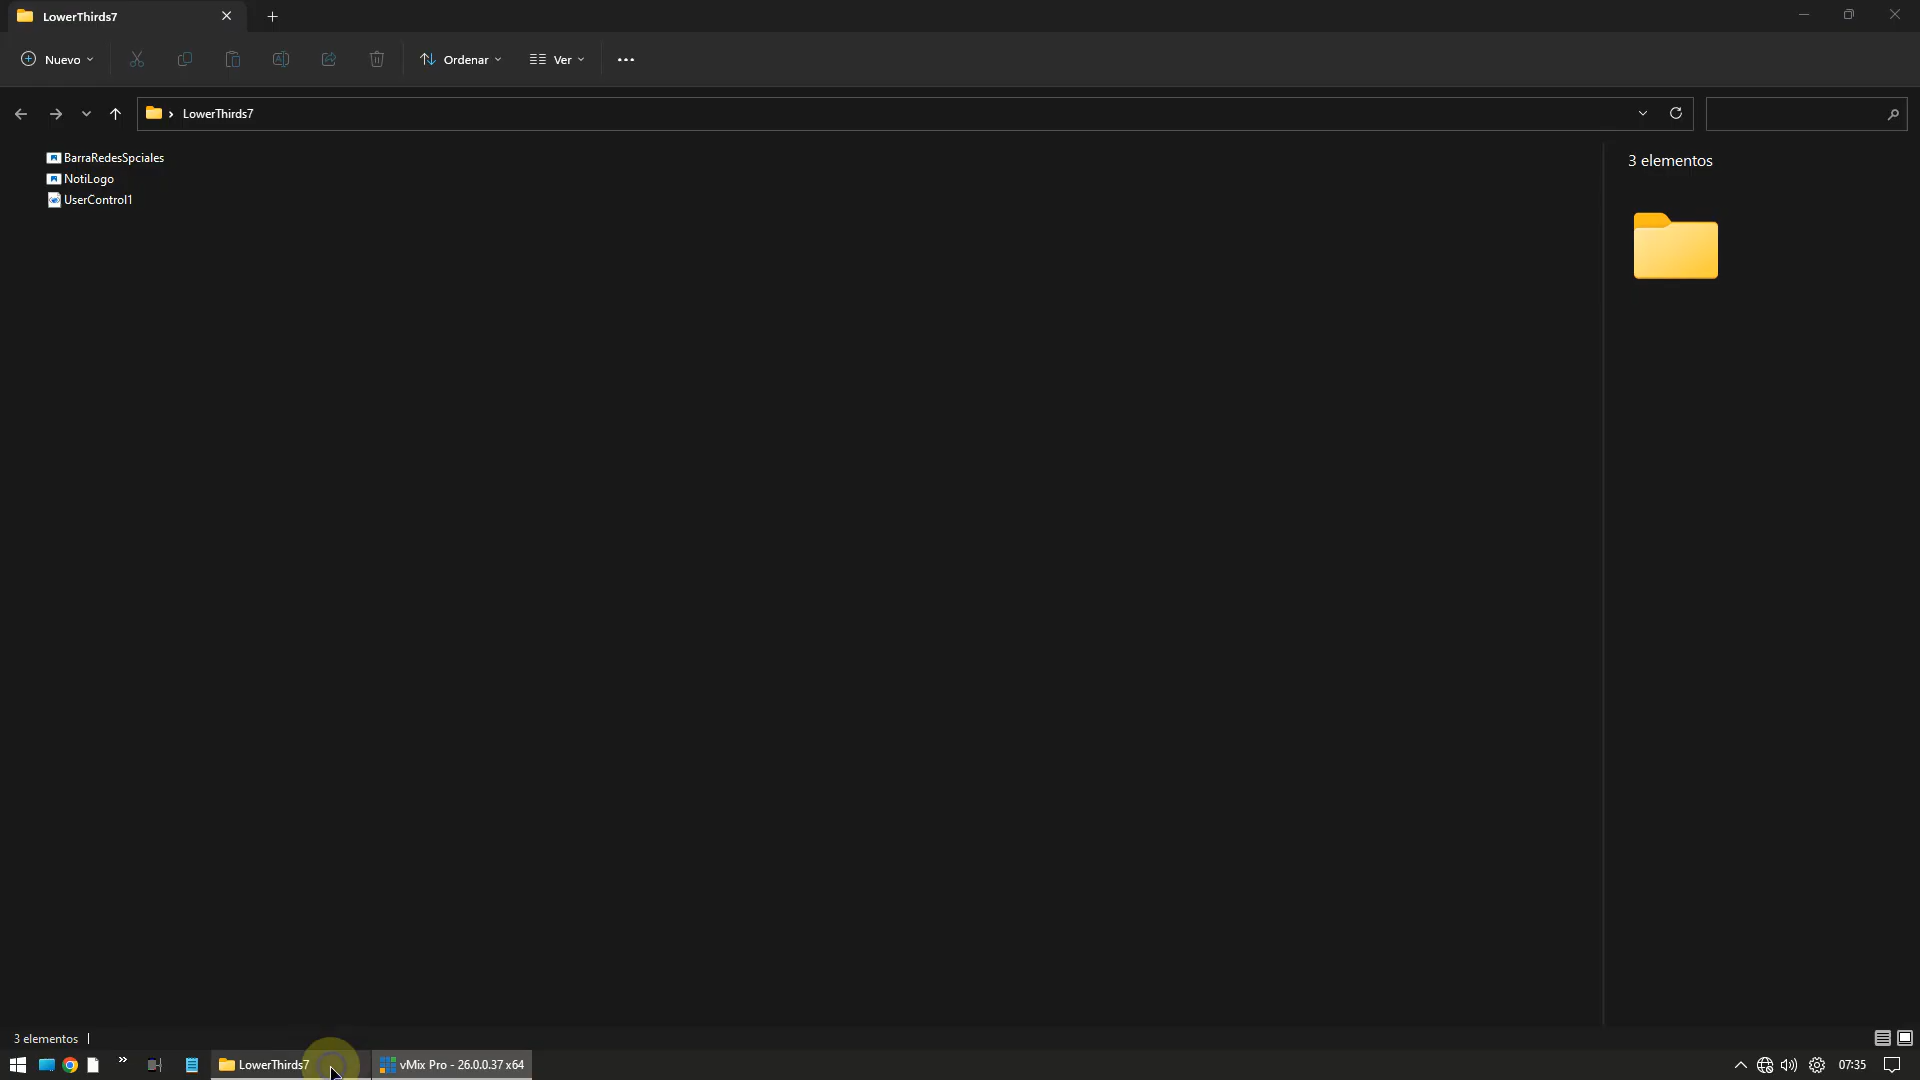 LowerThirds7
Nuevo
Ordenar
Ver
LowerThirds7
BarraRedesSpciales
NotiLogo
UserControl1
3 elementos
3 elementos
LowerThirds7
vMix Pro - 26.0.0.37 x64
07:35